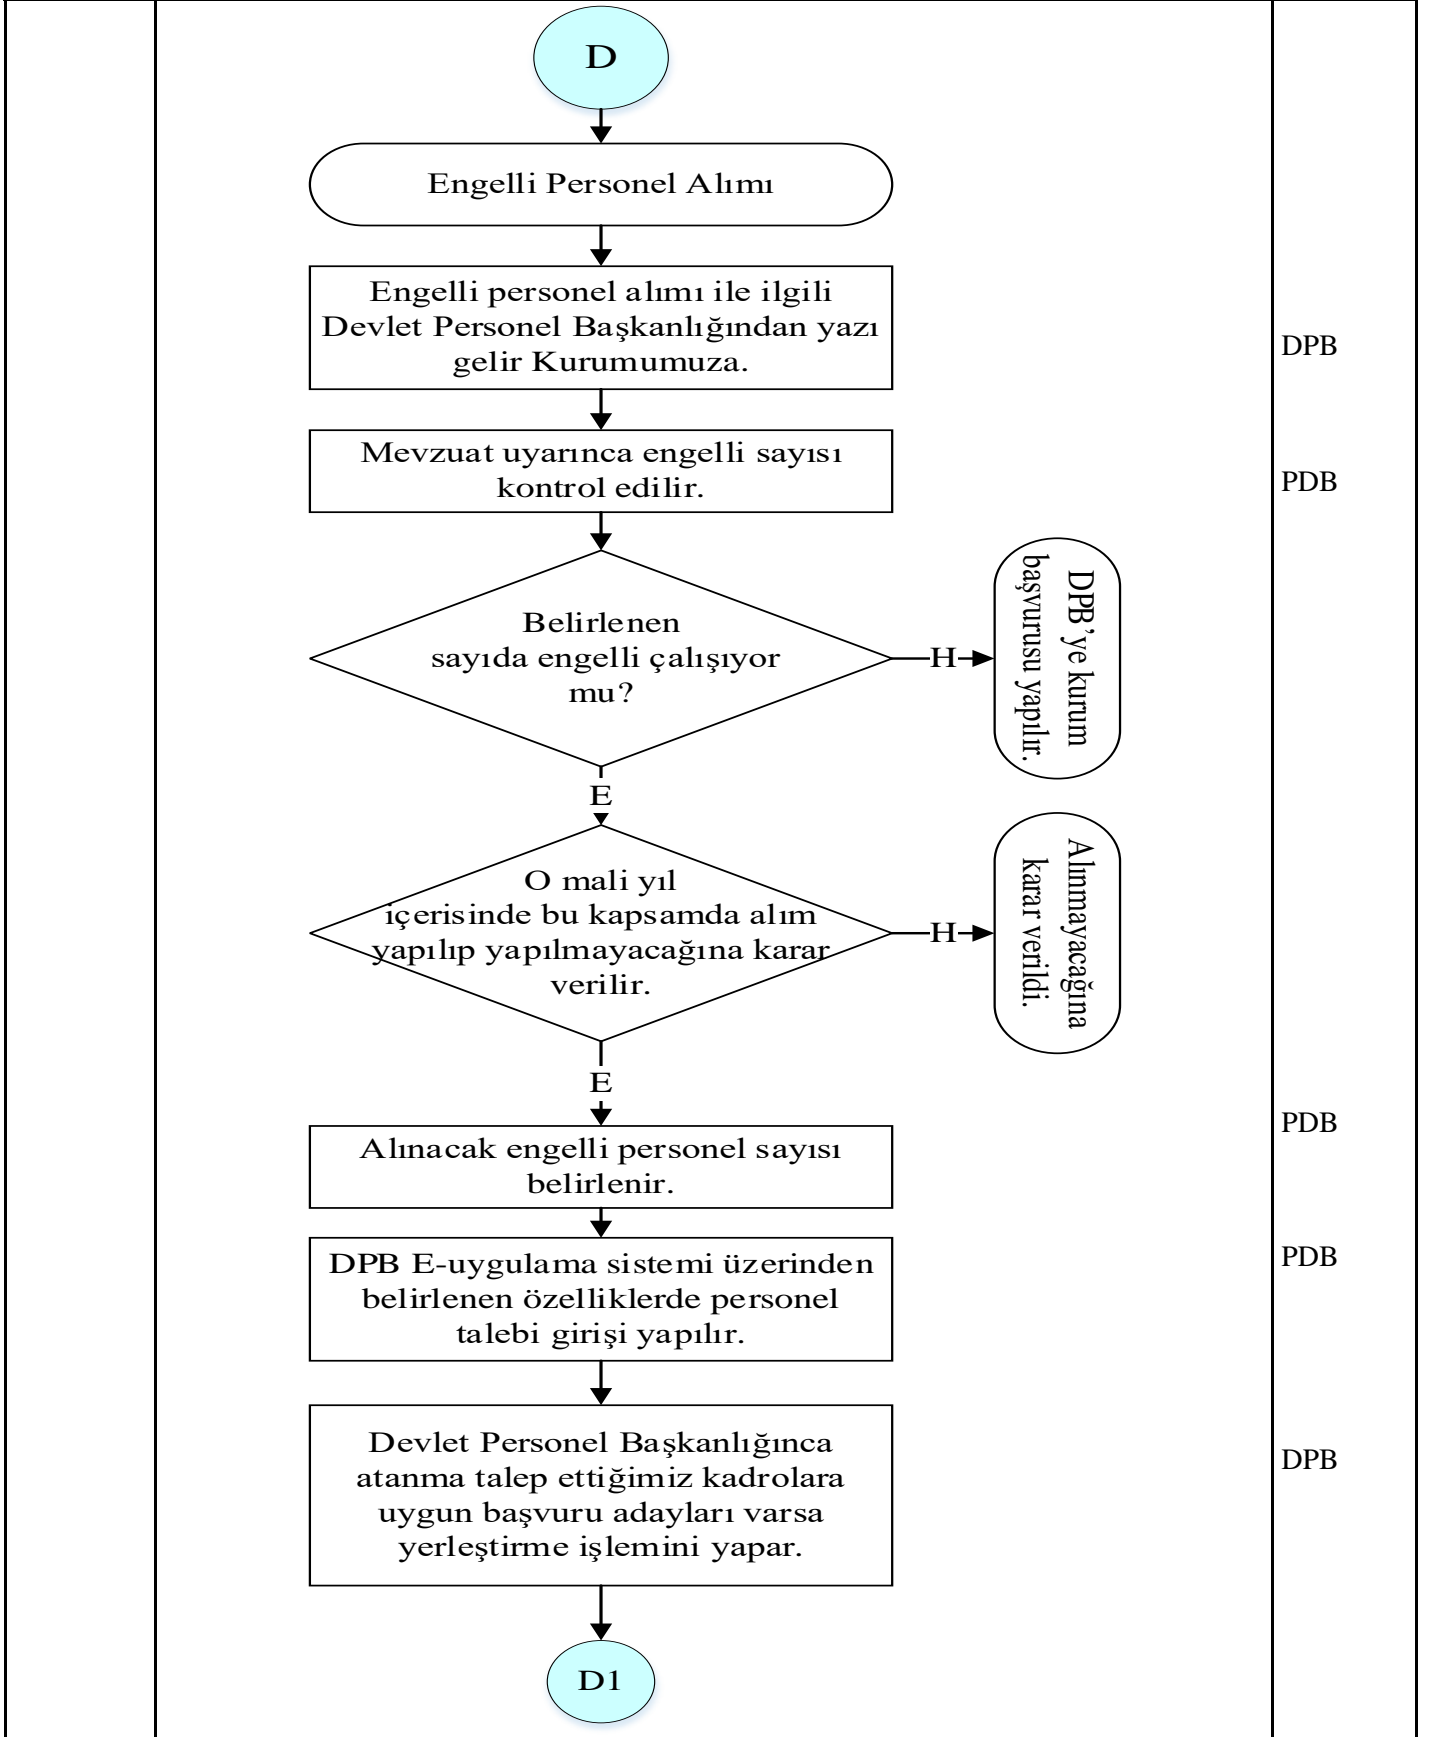 D
Engelli Personel Alımı
Engelli personel alımı ile ilgili
Devlet Personel Başkanlığından yazı
gelir Kurumumuza.
DPB
Mevzuat uyarınca engelli sayısı
kontrol edilir.
PDB
Belirlenen
sayıda engelli çalışıyor
mu?
H
DPB’ye kurum
başvurusu yapılır.
E
O mali yıl
içerisinde bu kapsamda alım
yapılıp yapılmayacağına karar
verilir.
H
Alınmayacağına
karar verildi.
E
Alınacak engelli personel sayısı
belirlenir.
PDB
DPB E-uygulama sistemi üzerinden
belirlenen özelliklerde personel
talebi girişi yapılır.
PDB
Devlet Personel Başkanlığınca
atanma talep ettiğimiz kadrolara
uygun başvuru adayları varsa
yerleştirme işlemini yapar.
DPB
D1